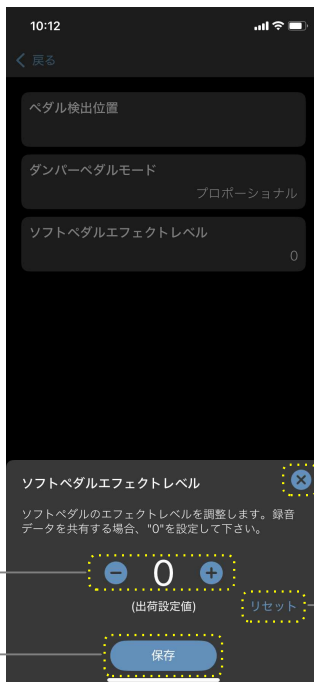 10:12
戻る
ペダル検出位置
ダンパーペダルモード
プロポーショナル
ソフトペダルエフェクトレベル
0
ソフトペダルエフェクトレベル
ソフトペダルのエフェクトレベルを調整します。録音
データを共有する場合、"0"を設定して下さい。
0
(出荷設定値)
リセット
保存